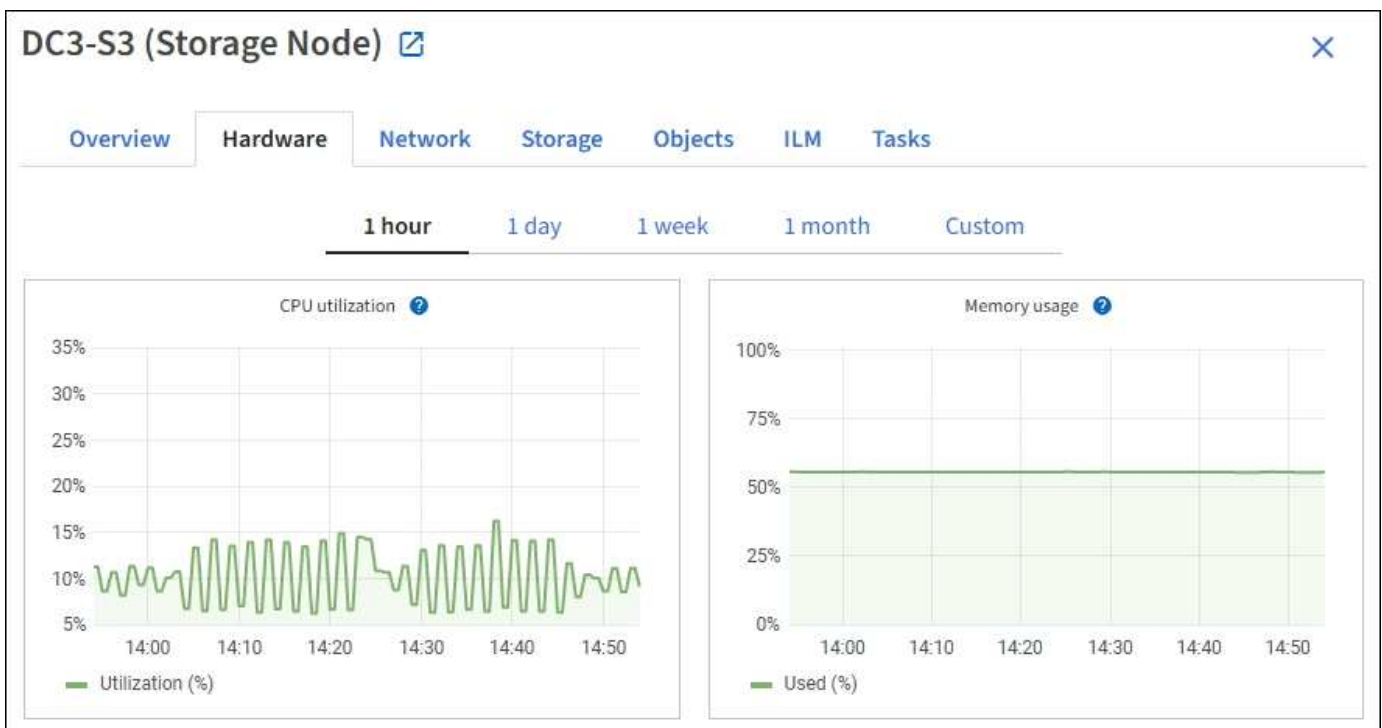 DC3-S3 (Storage Node)
Overview Hardware Network Storage Objects ILM Tasks
1 hour 1 day 1 week 1 month Custom
CPU utilization ?
35%
30%
25%
20%
15%
10%
5%
14:00 14:10 14:20 14:30 14:40 14:50
Utilization (%)
Memory usage ?
100%
75%
50%
25%
0%
14:00 14:10 14:20 14:30 14:40 14:50
Used (%)